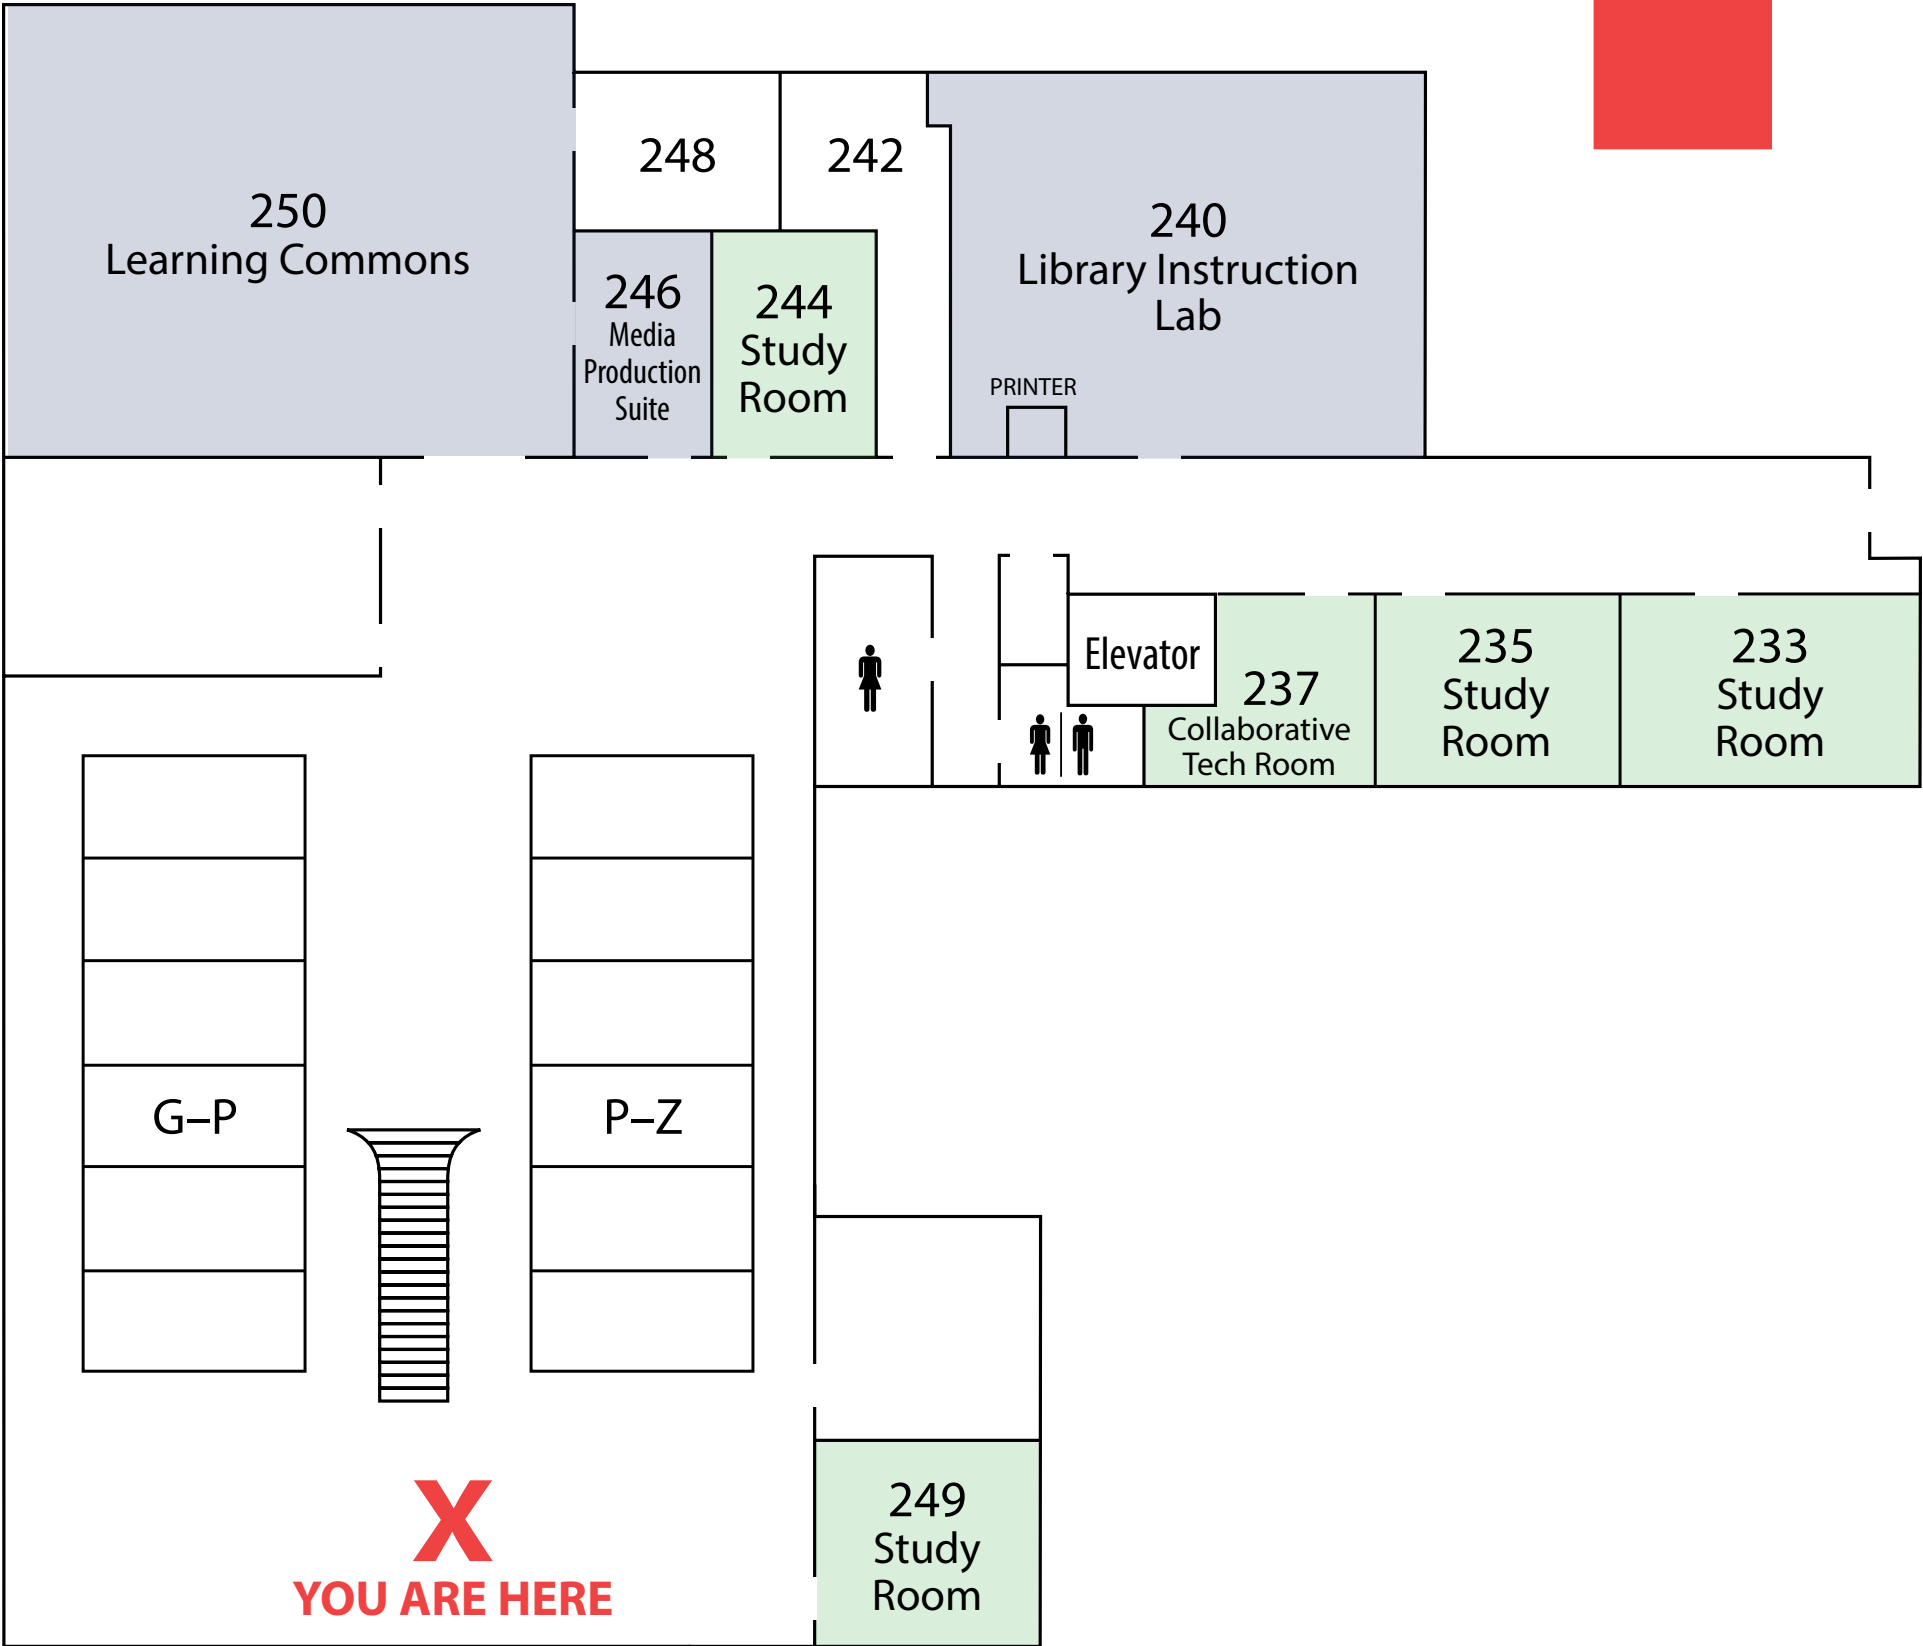 248
242
250
Learning Commons
240
Library Instruction
Lab
246
Media
Production
Suite
244
Study
Room
PRINTER
Elevator
237
Collaborative
Tech Room
235
Study
Room
233
Study
Room
G–P
P–Z
249
Study
Room
X
YOU ARE HERE